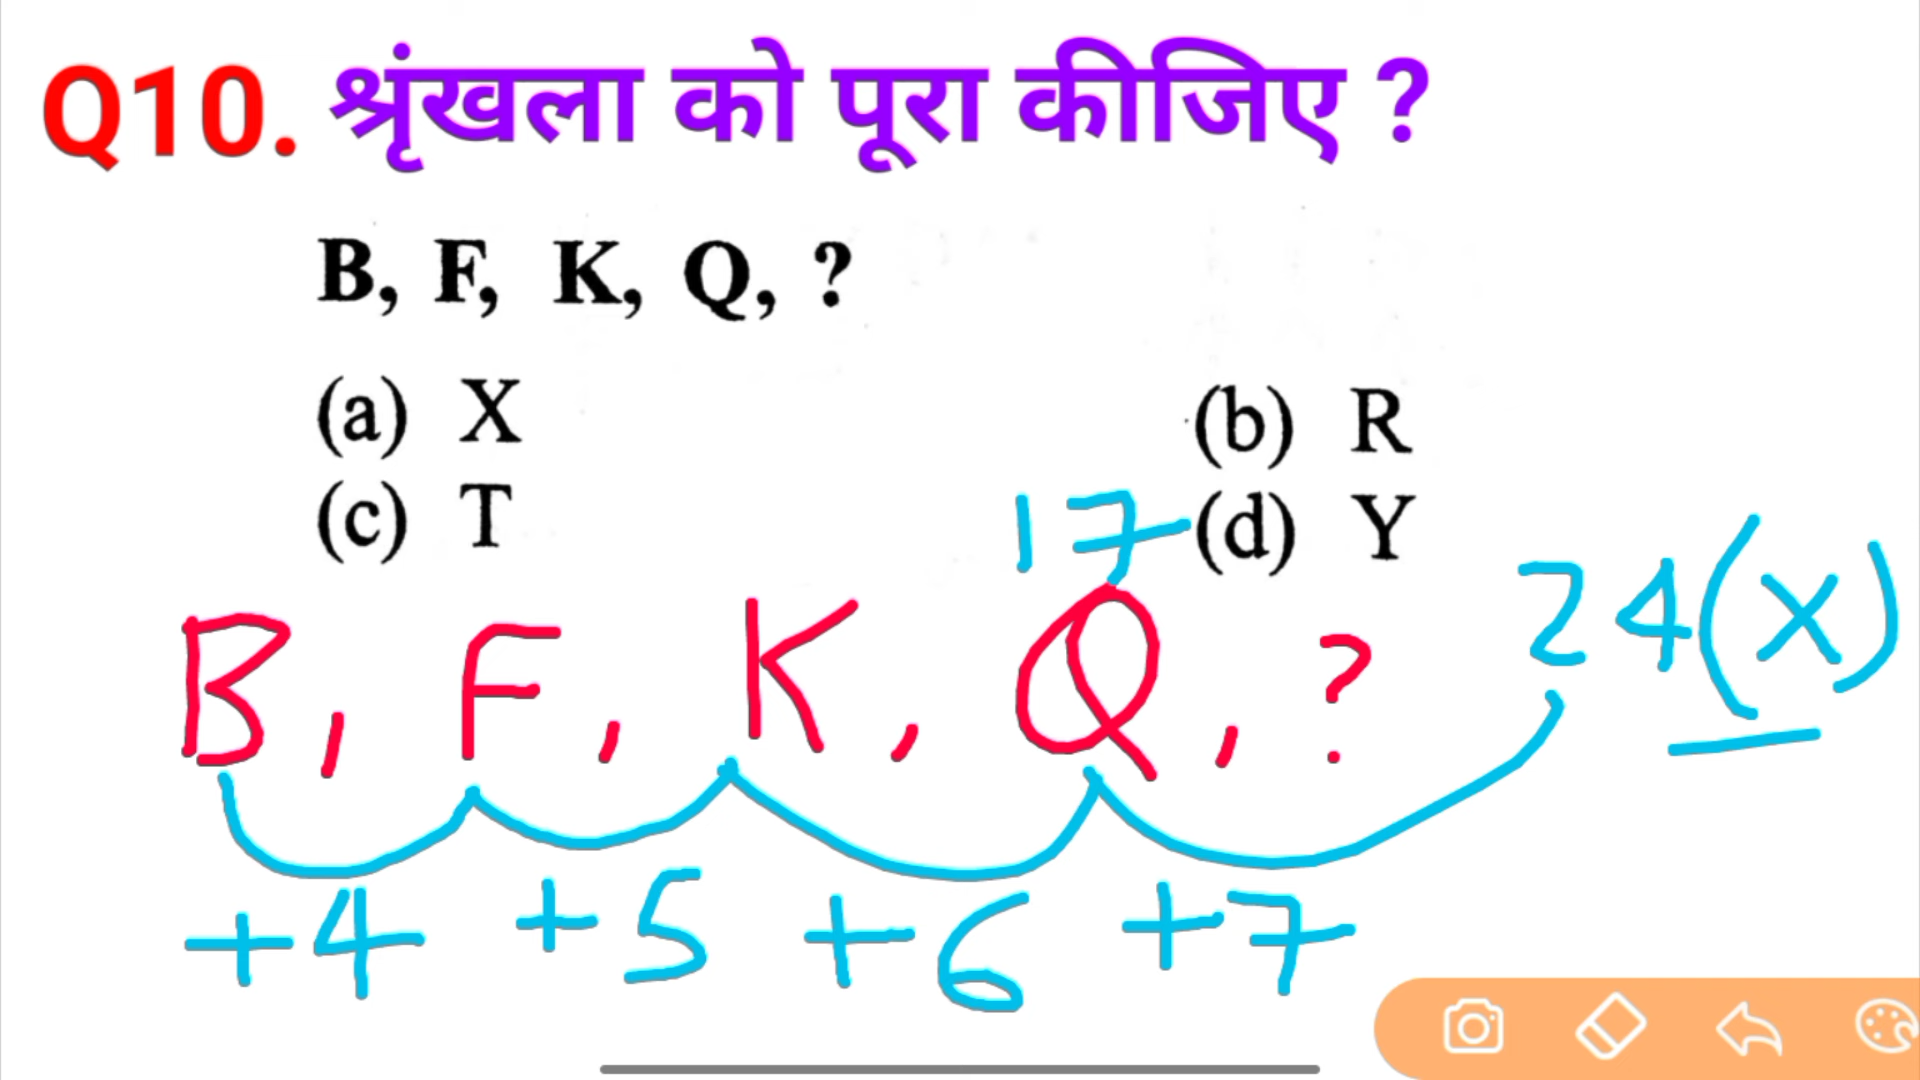 Q10. श्रृंखला को पूरा कीजिए ?
B, F, K, Q, ?
(a) X (b) R
(c) T (d) Y
17 24(x)
B, F, K, Q, ?
+4 +5 +6 +7